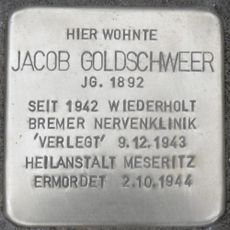 HIER WOHNTE
JACOB GOLDSCHWEER
JG. 1892
SEIT 1942 WIEDERHOLT
BREMER NERVENKLINIK
'VERLEGT' 9.12.1943
HEILANSTALT MESERITZ
ERMORDET 2.10.1944